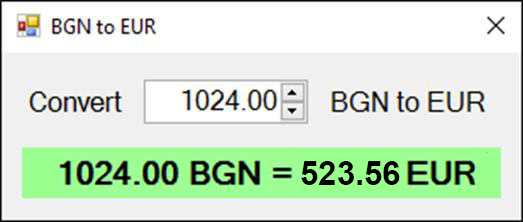 BGN to EUR
Convert 1024.00 BGN to EUR
1024.00 BGN = 523.56 EUR